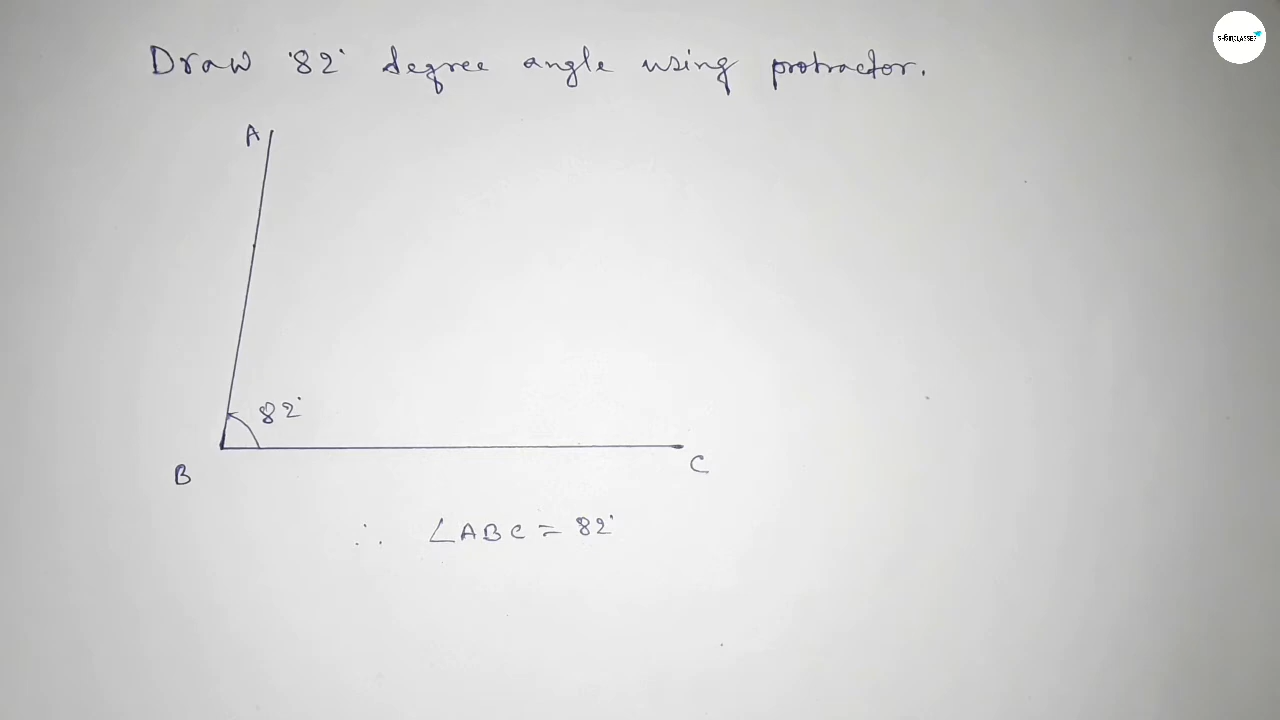 Draw 82° degree angle using protractor.
A
82°
B
C
∴ ∠ABC = 82°